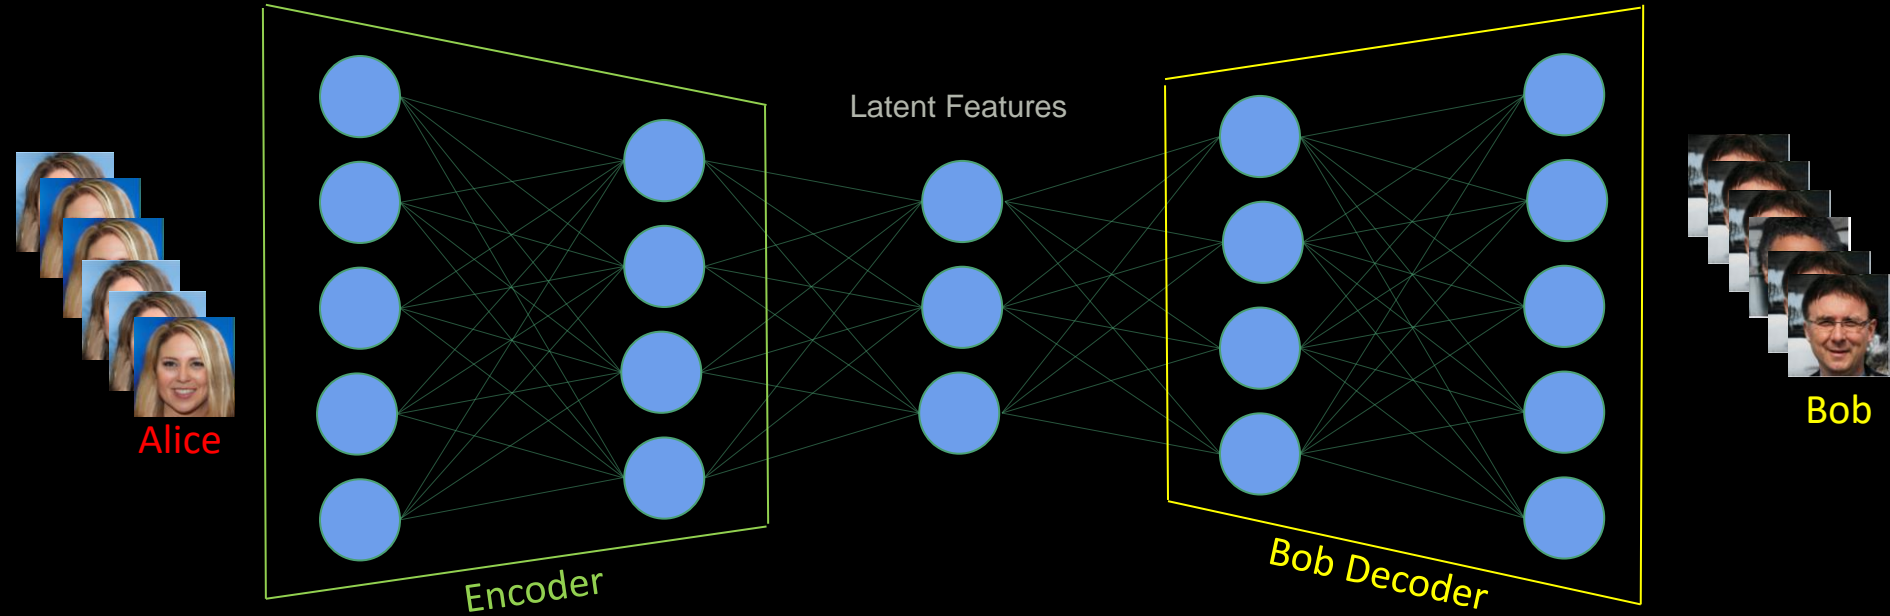 Latent Features
Alice
Bob
Encoder
Bob Decoder